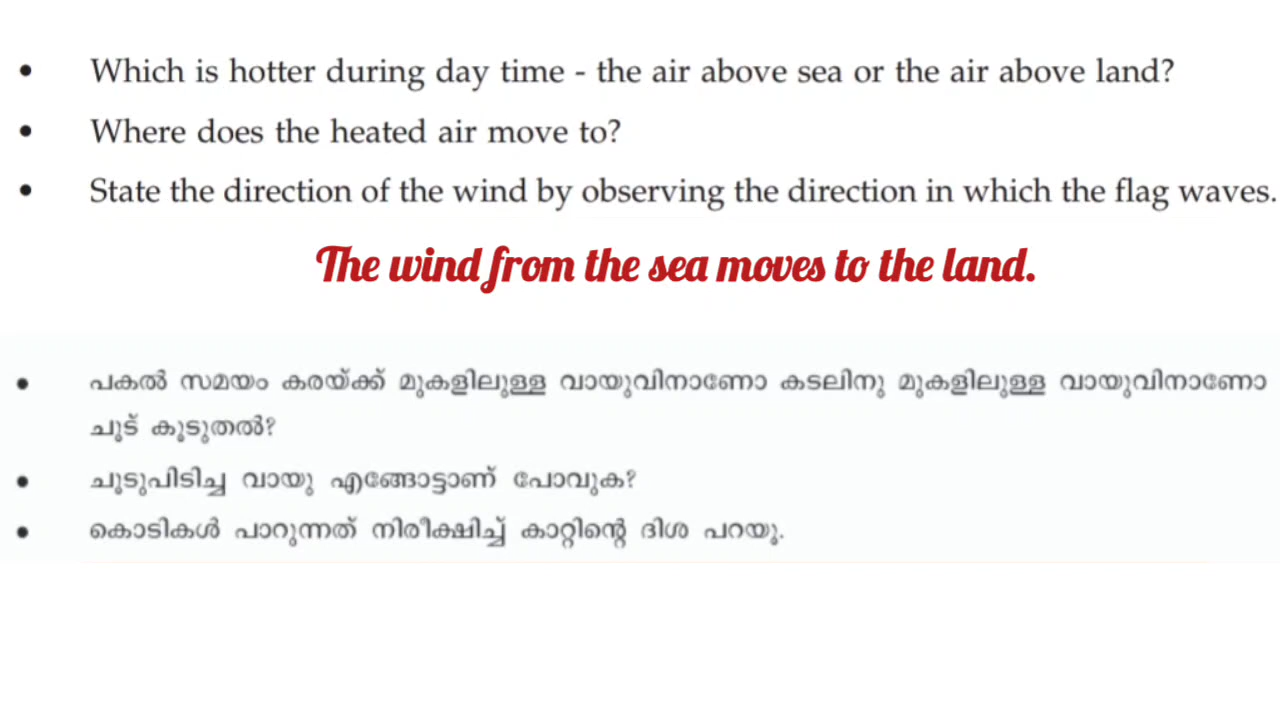 • Which is hotter during day time - the air above sea or the air above land?
• Where does the heated air move to?
• State the direction of the wind by observing the direction in which the flag waves.
The wind from the sea moves to the land.
• പകൽ സമയം കരയ്ക്ക് മുകളിലുള്ള വായുവിനാണോ കടലിനു മുകളിലുള്ള വായുവിനാണോ
ചൂട് കൂടുതൽ?
• ചൂടുപിടിച്ച വായു എങ്ങോട്ടാണ് പോവുക?
• കൊടികൾ പാറുന്നത് നിരീക്ഷിച്ച് കാറ്റിന്റെ ദിശ പറയൂ.